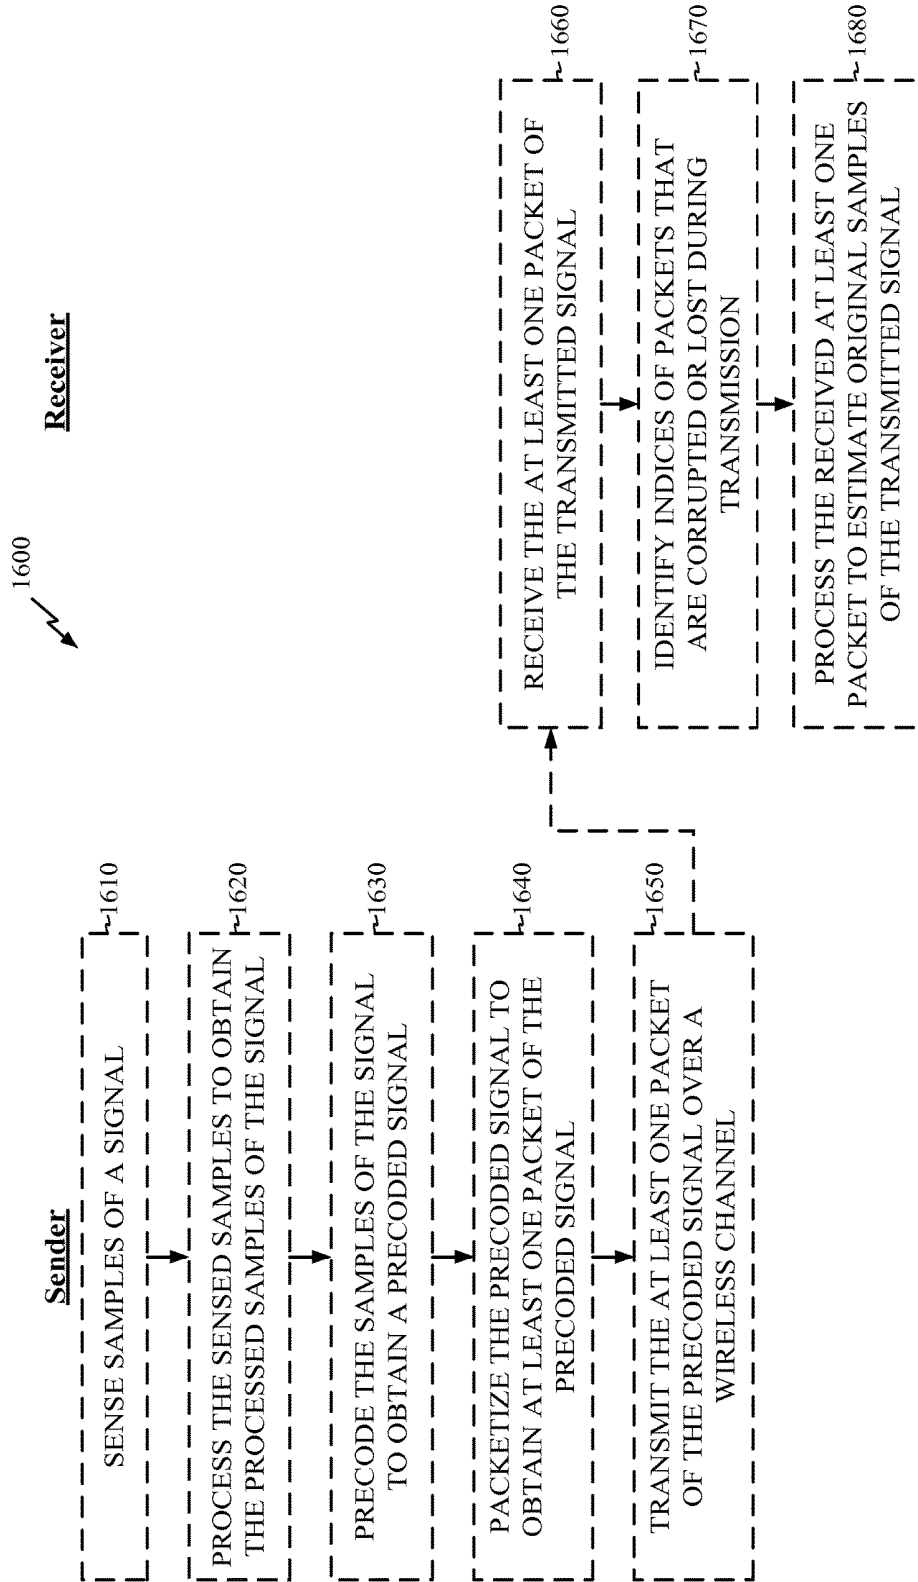 1600
Sender
SENSE SAMPLES OF A SIGNAL
1610
PROCESS THE SENSED SAMPLES TO OBTAIN
THE PROCESSED SAMPLES OF THE SIGNAL
1620
PRECODE THE SAMPLES OF THE SIGNAL
TO OBTAIN A PRECODED SIGNAL
1630
PACKETIZE THE PRECODED SIGNAL TO
OBTAIN AT LEAST ONE PACKET OF THE
PRECODED SIGNAL
1640
TRANSMIT THE AT LEAST ONE PACKET
OF THE PRECODED SIGNAL OVER A
WIRELESS CHANNEL
1650
Receiver
RECEIVE THE AT LEAST ONE PACKET OF
THE TRANSMITTED SIGNAL
1660
IDENTIFY INDICES OF PACKETS THAT
ARE CORRUPTED OR LOST DURING
TRANSMISSION
1670
PROCESS THE RECEIVED AT LEAST ONE
PACKET TO ESTIMATE ORIGINAL SAMPLES
OF THE TRANSMITTED SIGNAL
1680